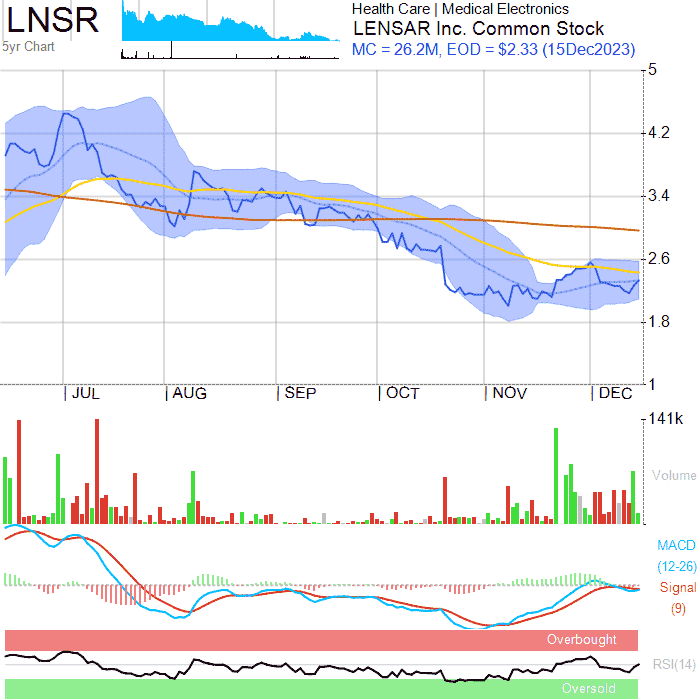 LNSR
5yr Chart
Health Care | Medical Electronics
LENSAR Inc. Common Stock
MC = 26.2M, EOD = $2.33 (15Dec2023)
5
4.2
3.4
2.6
1.8
1
JUL AUG SEP OCT NOV DEC
141k
Volume
MACD
(12-26)
Signal
(9)
Overbought
RSI(14)
Oversold